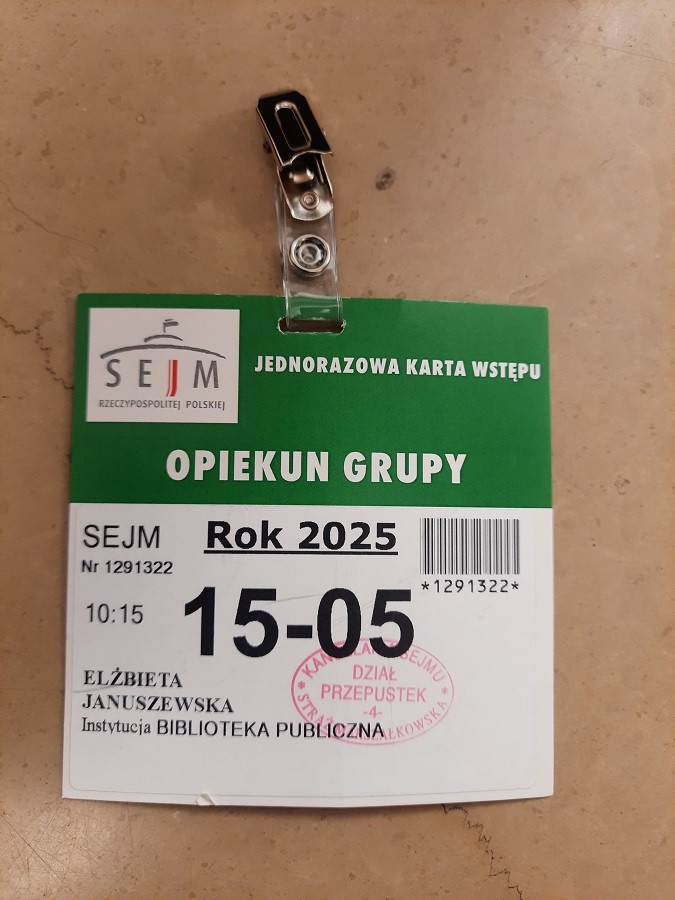 SEJM
RZECZYPOSPOLITEJ POLSKIEJ
JEDNORAZOWA KARTA WSTĘPU
OPIEKUN GRUPY
SEJM
Rok 2025
Nr 1291322
*1291322*
10:15
15-05
ELŻBIETA
JANUSZEWSKA
Instytucja BIBLIOTEKA PUBLICZNA
SEJMU
DZIAŁ
PRZEPUSTEK
-4-